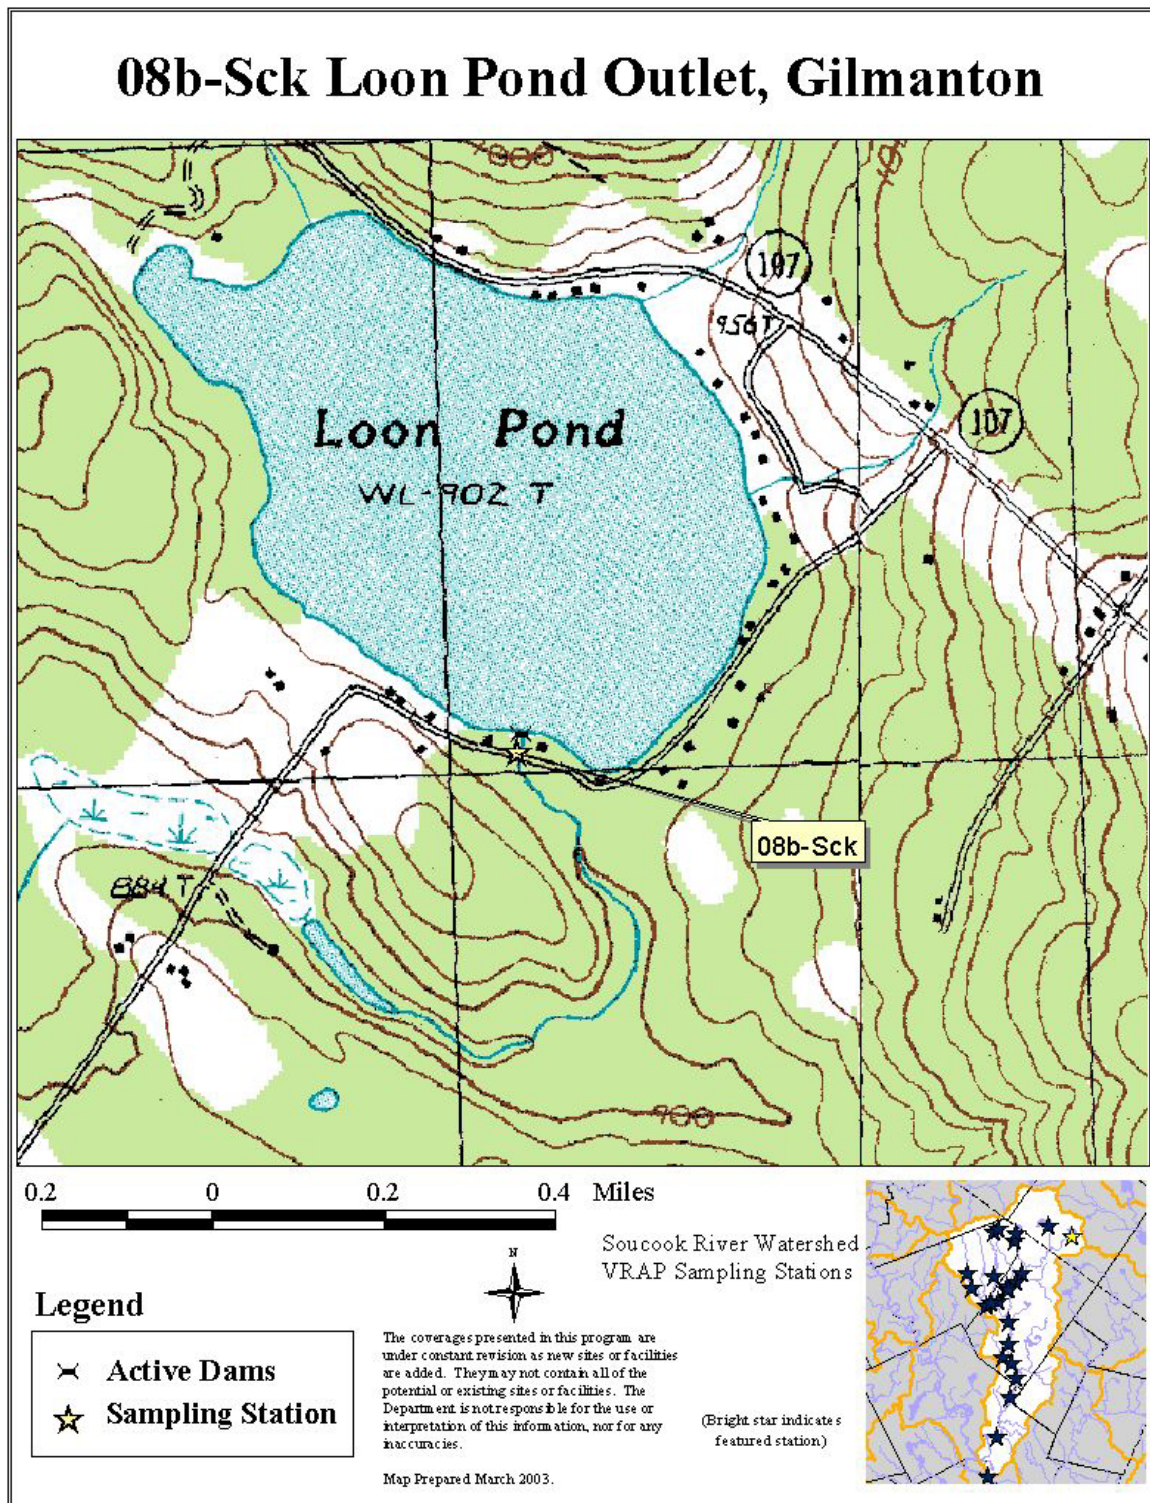 08b-Sck Loon Pond Outlet, Gilmanton
1000
107
956 T
107
Loon Pond
WL-902 T
08b-Sck
884 T
900
0.2 0 0.2 0.4 Miles
Soucook River Watershed
VRAP Sampling Stations
N
Legend
Active Dams
Sampling Station
The coverages presented in this program are
under constant revision as new sites or facilities
are added. They may not contain all of the
potential or existing sites or facilities. The
Department is not responsible for the use or
interpretation of this information, nor for any
inaccuracies.
Map Prepared March 2003.
(Bright star indicates
featured station)